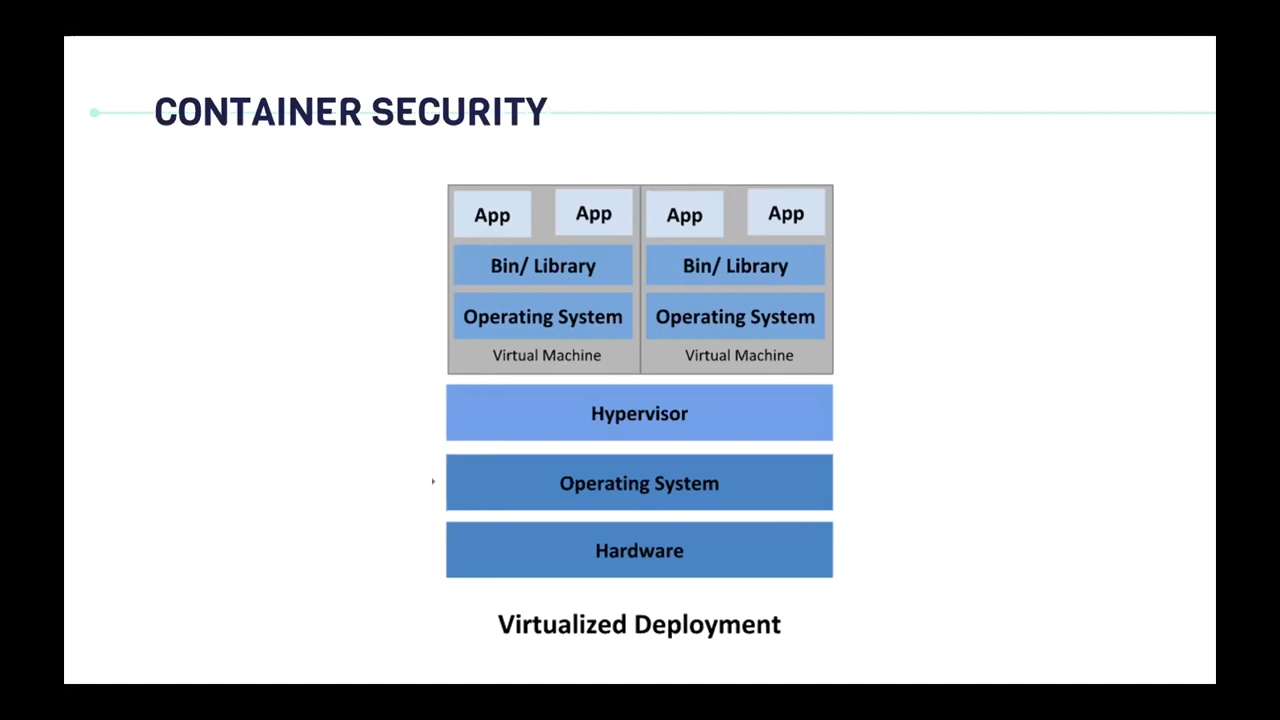 CONTAINER SECURITY
App App App App
Bin/ Library Bin/ Library
Operating System Operating System
Virtual Machine Virtual Machine
Hypervisor
Operating System
Hardware
Virtualized Deployment